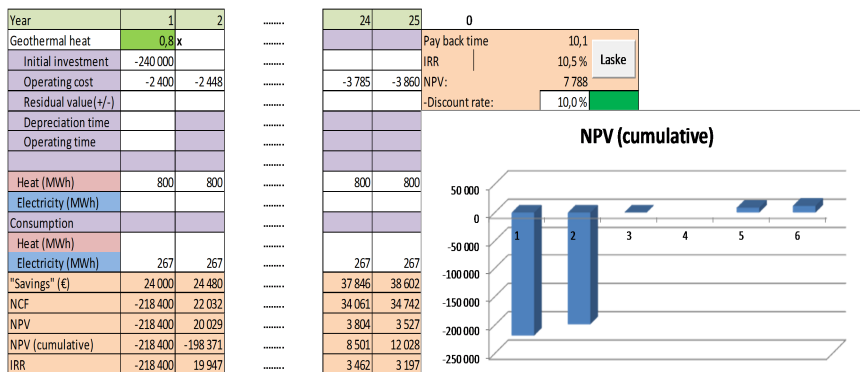 Year 1 2 ........ 24 25 0
Geothermal heat 0,8 x ........ Pay back time 10,1
Initial investment -240 000 ........ IRR 10,5 % Laske
Operating cost -2 400 -2 448 ........ -3 785 -3 860 NPV: 7 788
Residual value(+/-) ........ -Discount rate: 10,0 %
Depreciation time ........
Operating time ........
........
Heat (MWh) 800 800 ........ 800 800
Electricity (MWh) ........
Consumption ........
Heat (MWh) ........
Electricity (MWh) 267 267 ........ 267 267
"Savings" (€) 24 000 24 480 ........ 37 846 38 602
NCF -218 400 22 032 ........ 34 061 34 742
NPV -218 400 20 029 ........ 3 804 3 527
NPV (cumulative) -218 400 -198 371 ........ 8 501 12 028
IRR -218 400 19 947 ........ 3 462 3 197
NPV (cumulative)
50 000
0
-50 000
-100 000
-150 000
-200 000
-250 000
1 2 3 4 5 6